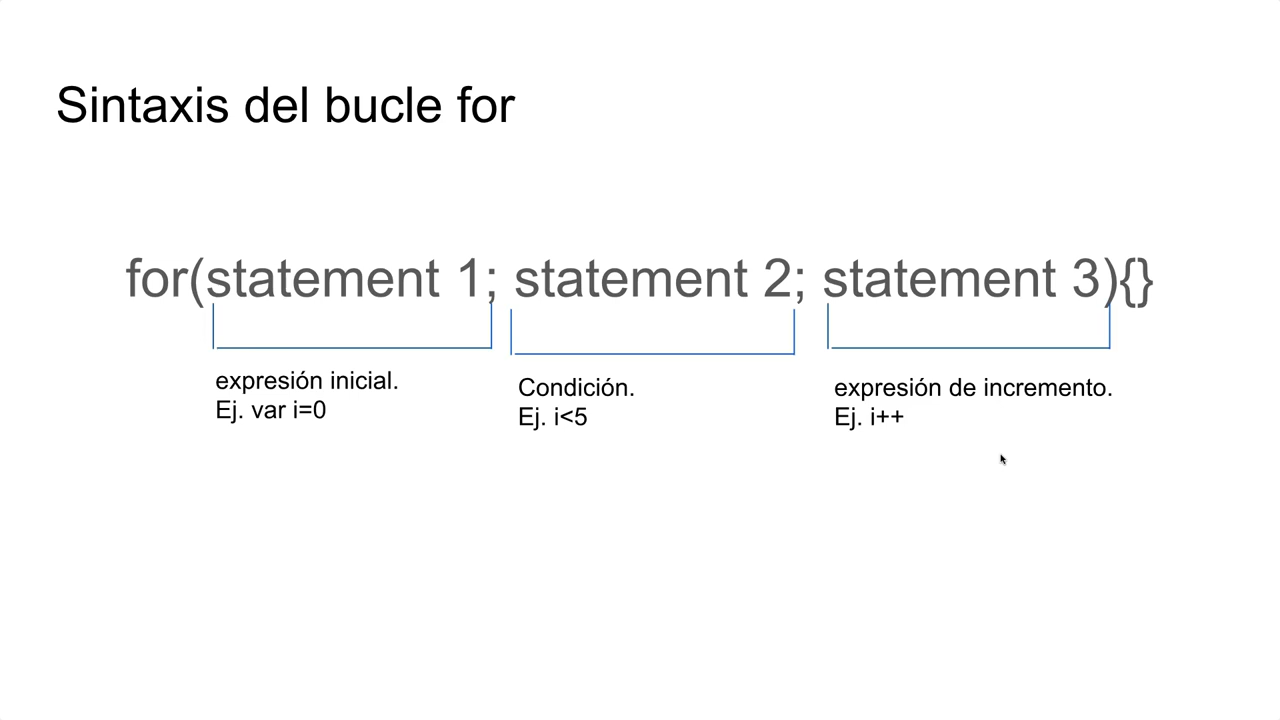 Sintaxis del bucle for
for(statement 1; statement 2; statement 3){}
expresión inicial.
Ej. var i=0
Condición.
Ej. i<5
expresión de incremento.
Ej. i++